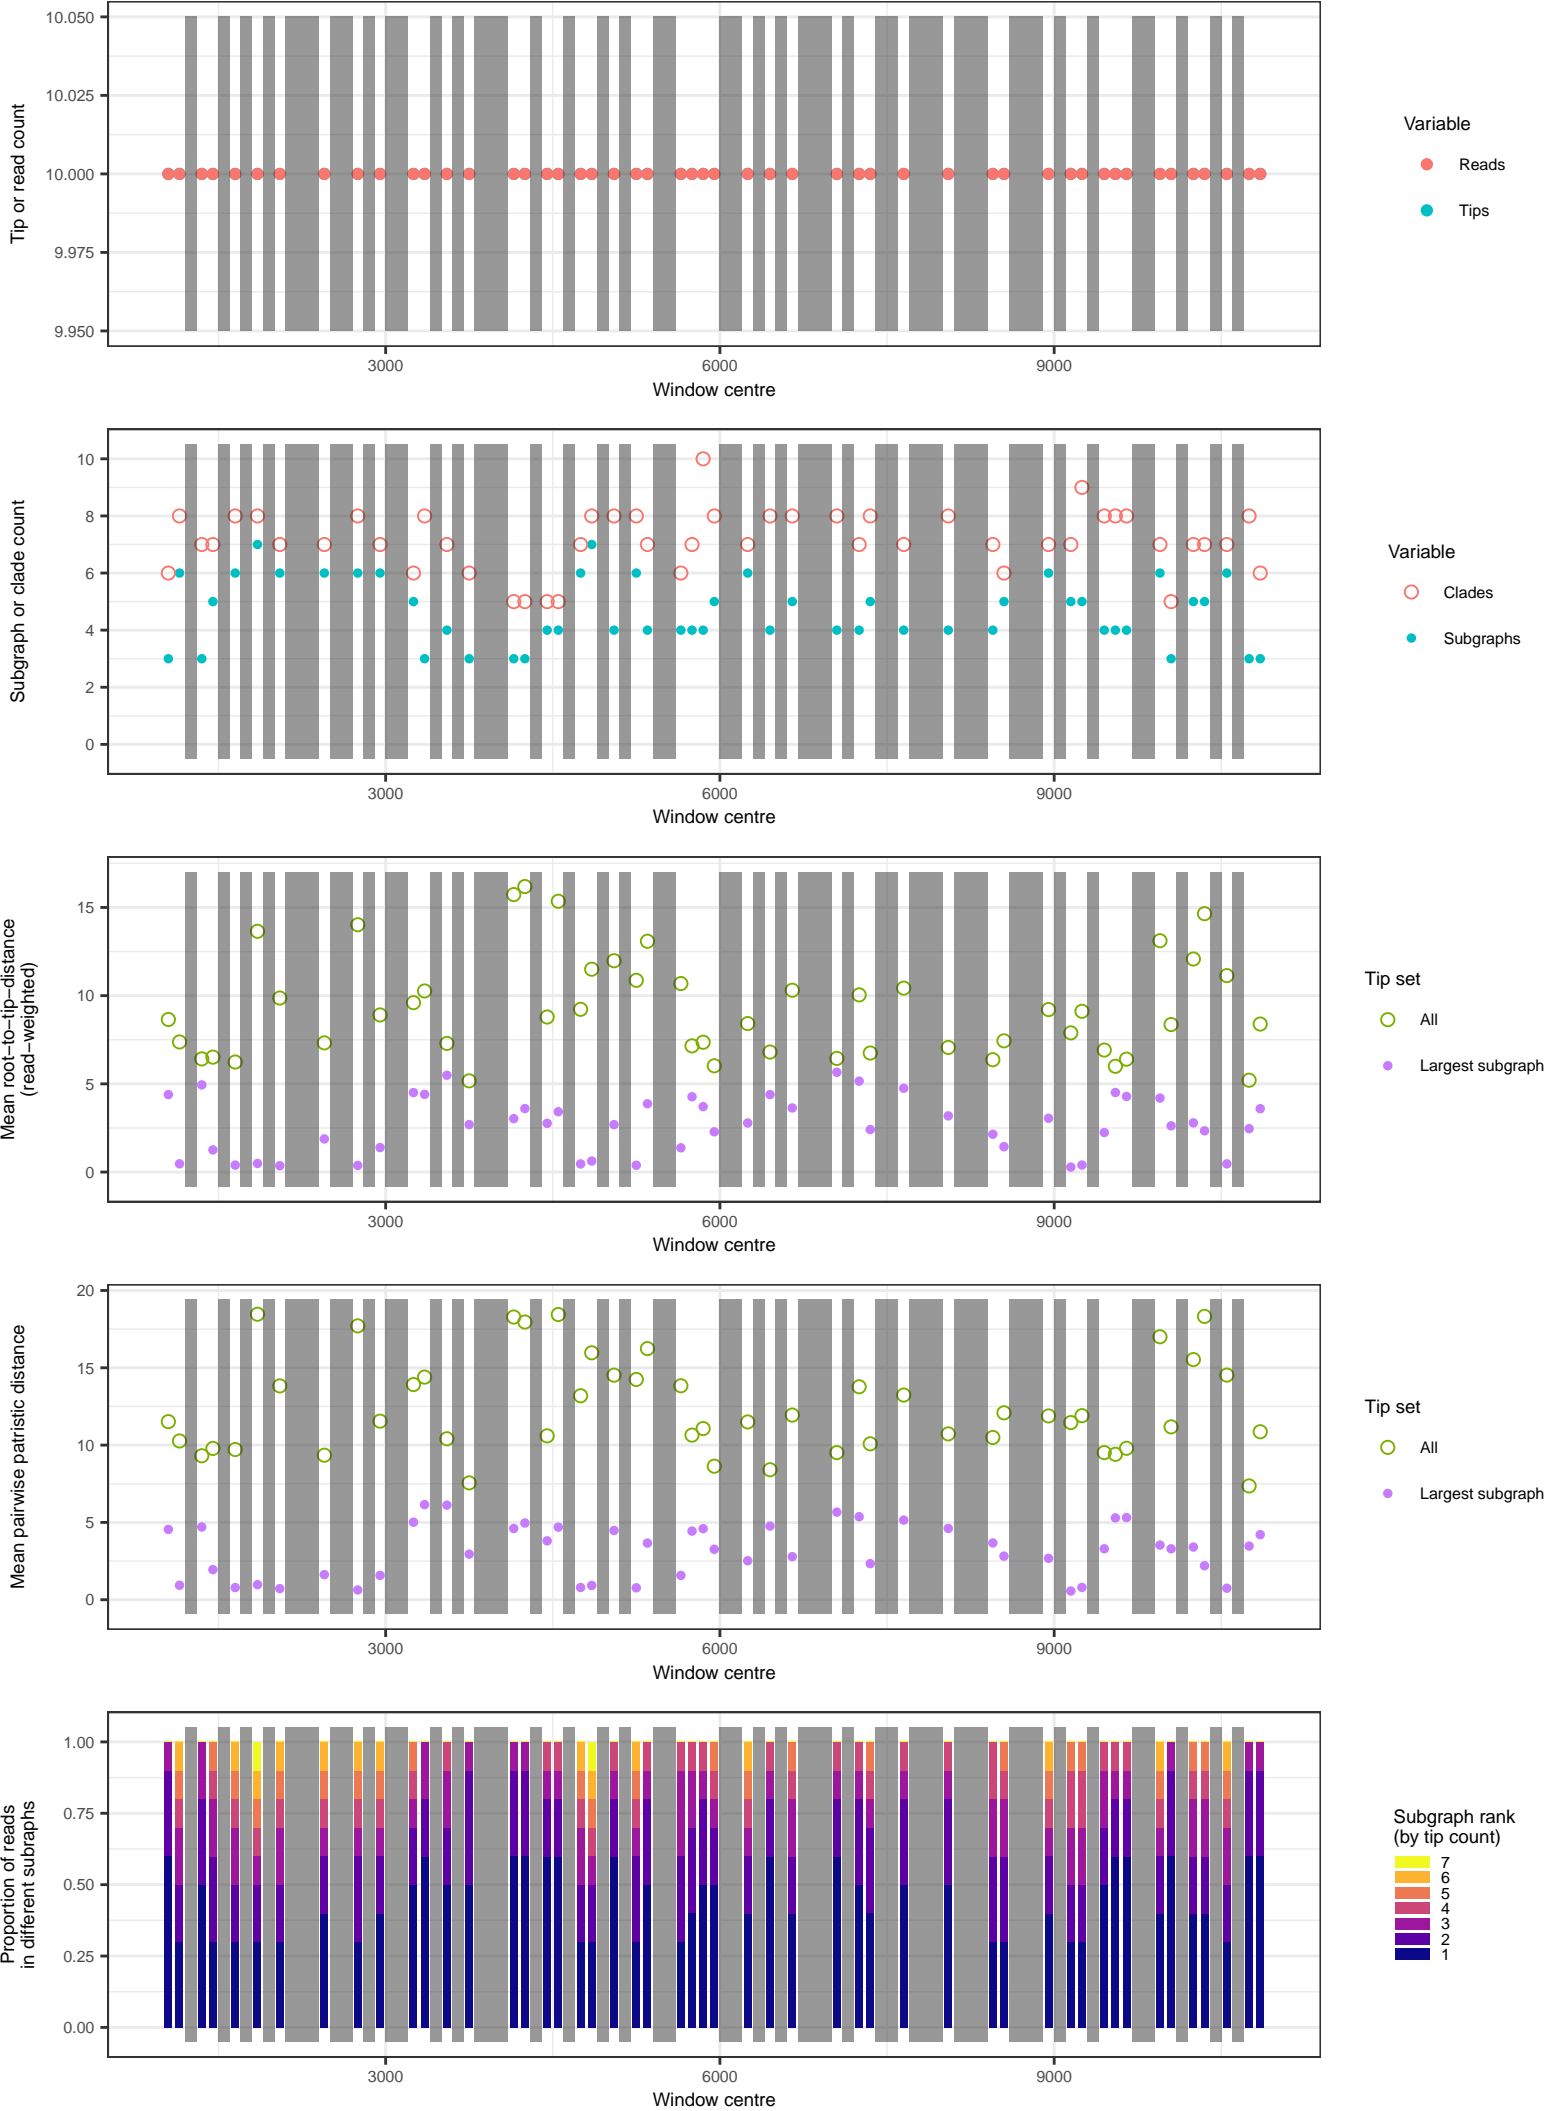 10.050
10.025
10.000
9.975
9.950
Tip or read count
3000
6000
9000
Window centre
Variable
Reads
Tips
10
8
6
4
2
0
Subgraph or clade count
3000
6000
9000
Window centre
Variable
Clades
Subgraphs
15
10
5
0
Mean root−to−tip−distance
(read−weighted)
3000
6000
9000
Window centre
Tip set
All
Largest subgraph
20
15
10
5
0
Mean pairwise patristic distance
3000
6000
9000
Window centre
Tip set
All
Largest subgraph
1.00
0.75
0.50
0.25
0.00
Proportion of reads
in different subraphs
3000
6000
9000
Window centre
Subgraph rank
(by tip count)
7
6
5
4
3
2
1